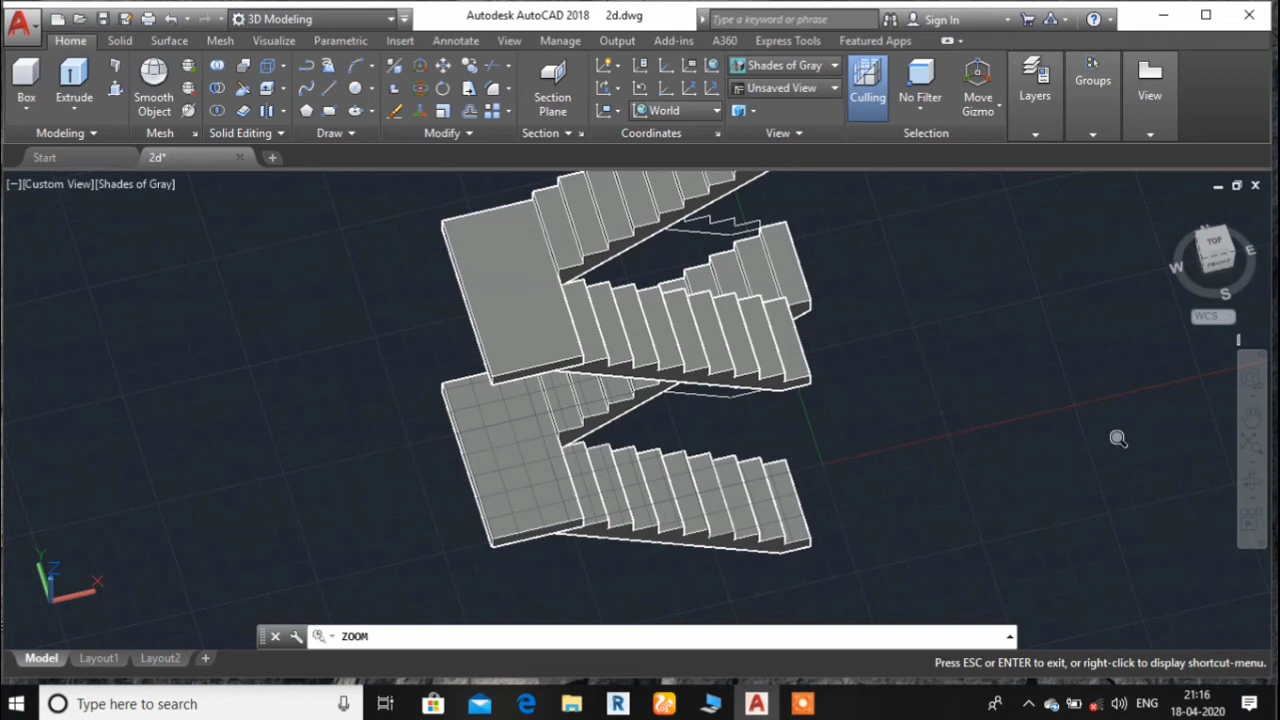 A
3D Modeling
Autodesk AutoCAD 2018 2d.dwg
Type a keyword or phrase
Sign In
Home Solid Surface Mesh Visualize Parametric Insert Annotate View Manage Output Add-ins A360 Express Tools Featured Apps
Box
Extrude
Smooth
Object
Section
Plane
World
Shades of Gray
Unsaved View
Culling
No Filter
Move
Gizmo
Layers
Groups
View
Modeling Mesh Solid Editing Draw Modify Section Coordinates View Selection
Start 2d*
[−][Custom View][Shades of Gray]
TOP
FRONT
W E
S
WCS
Y
Z
X
ZOOM
Model Layout1 Layout2
Press ESC or ENTER to exit, or right-click to display shortcut-menu.
Type here to search
R
A
ENG
21:16
18-04-2020